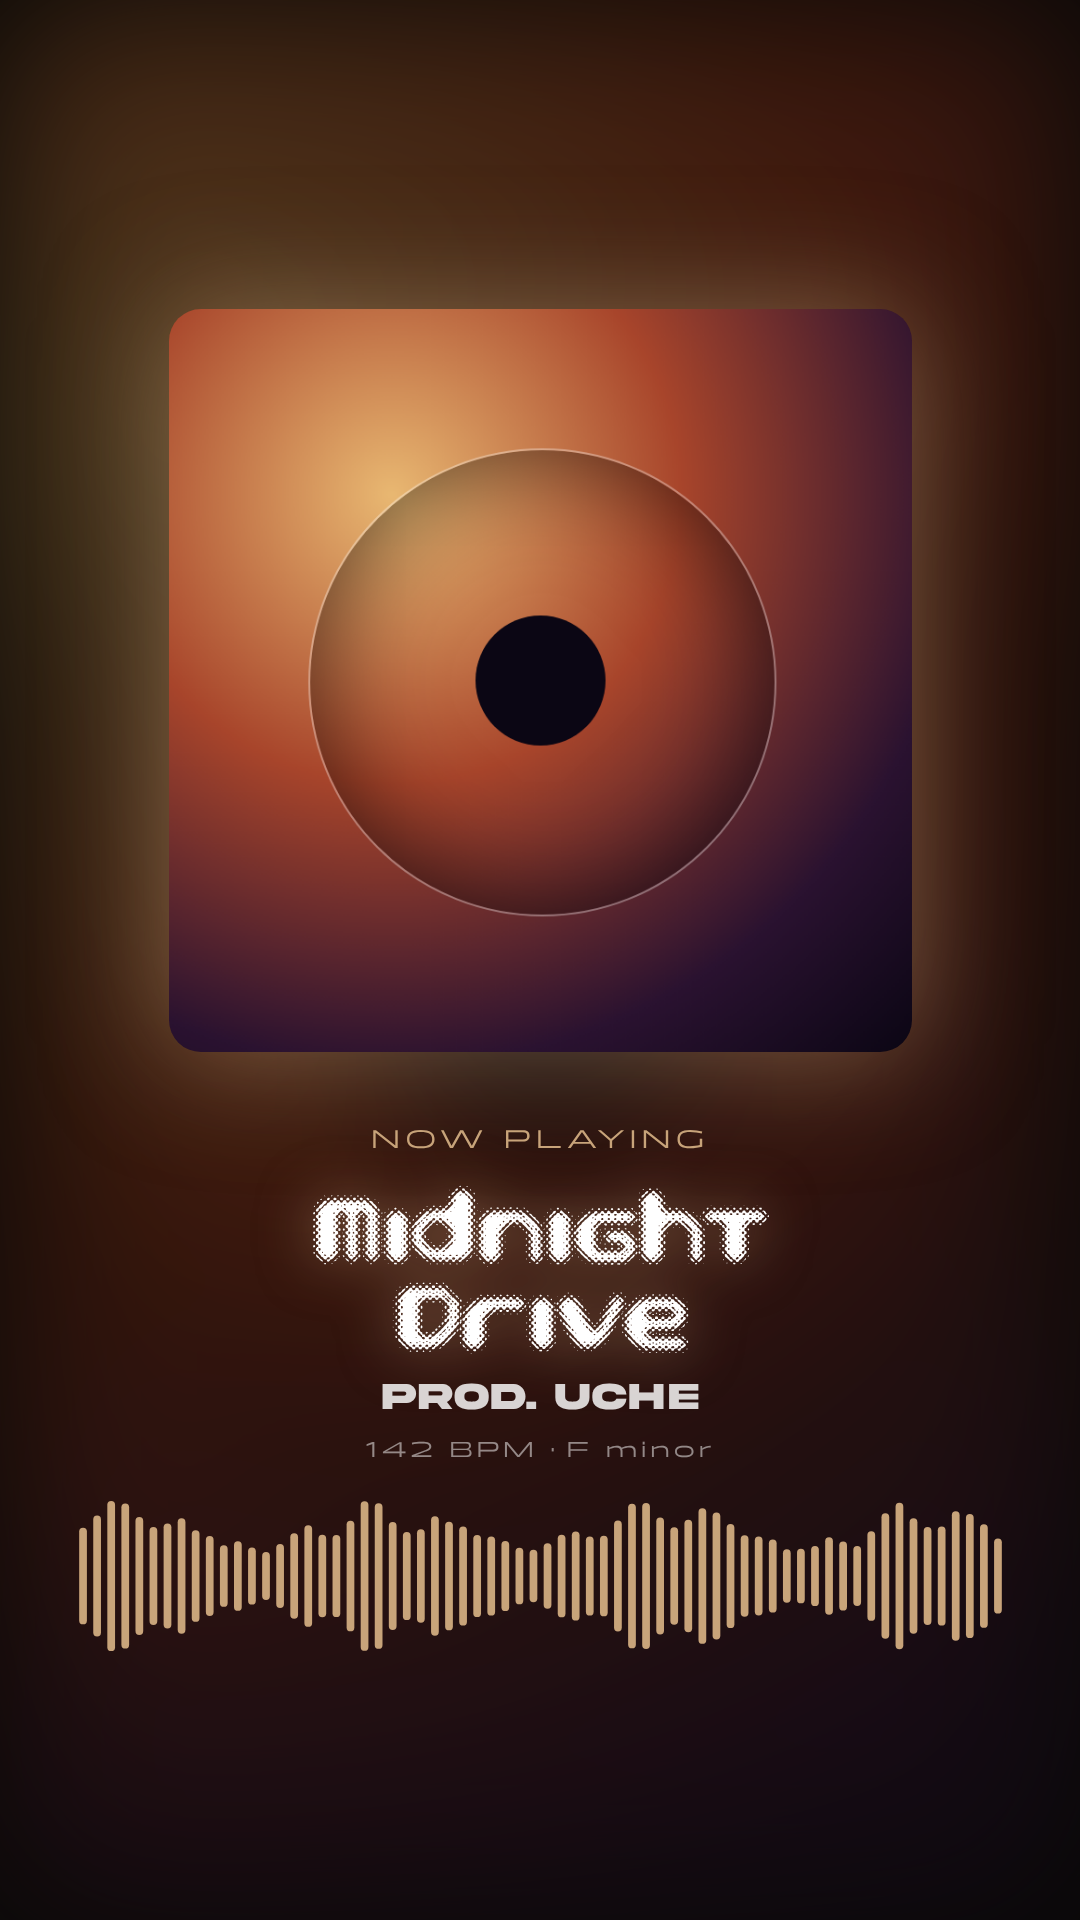 NOW PLAYING
Midnight
Drive
PROD. UCHE
142 BPM · F minor